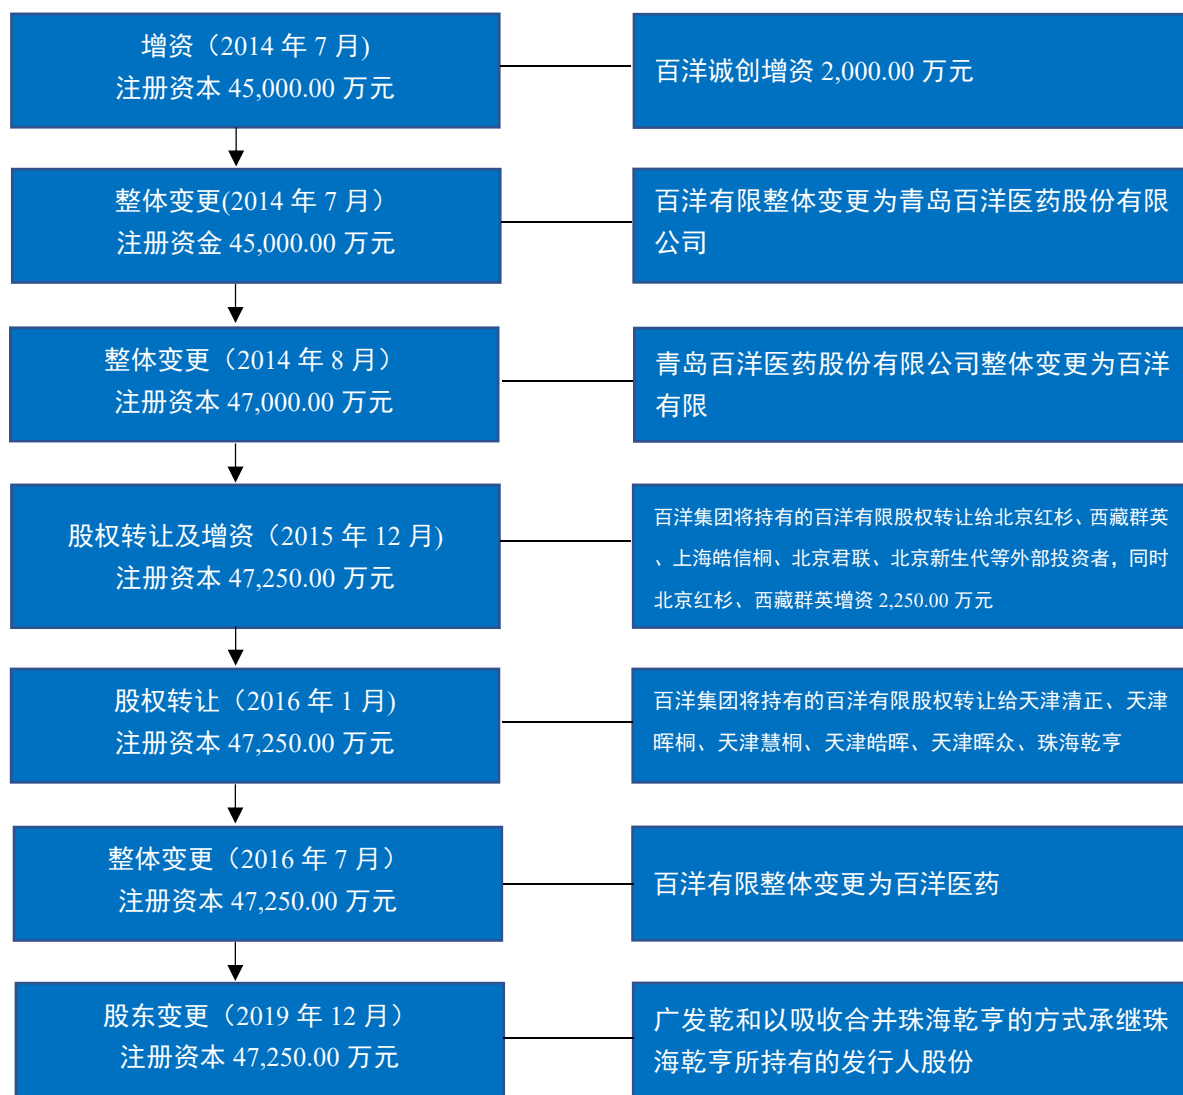 增资（2014 年 7 月)
注册资本 45,000.00 万元
百洋诚创增资 2,000.00 万元
整体变更(2014 年 7 月）
注册资金 45,000.00 万元
百洋有限整体变更为青岛百洋医药股份有限
公司
整体变更（2014 年 8 月）
注册资本 47,000.00 万元
青岛百洋医药股份有限公司整体变更为百洋
有限
股权转让及增资（2015 年 12 月)
注册资本 47,250.00 万元
百洋集团将持有的百洋有限股权转让给北京红杉、西藏群英
、上海皓信桐、北京君联、北京新生代等外部投资者，同时
北京红杉、西藏群英增资 2,250.00 万元
股权转让（2016 年 1 月)
注册资本 47,250.00 万元
百洋集团将持有的百洋有限股权转让给天津清正、天津
晖桐、天津慧桐、天津皓晖、天津晖众、珠海乾亨
整体变更（2016 年 7 月）
注册资本 47,250.00 万元
百洋有限整体变更为百洋医药
股东变更（2019 年 12 月）
注册资本 47,250.00 万元
广发乾和以吸收合并珠海乾亨的方式承继珠
海乾亨所持有的发行人股份